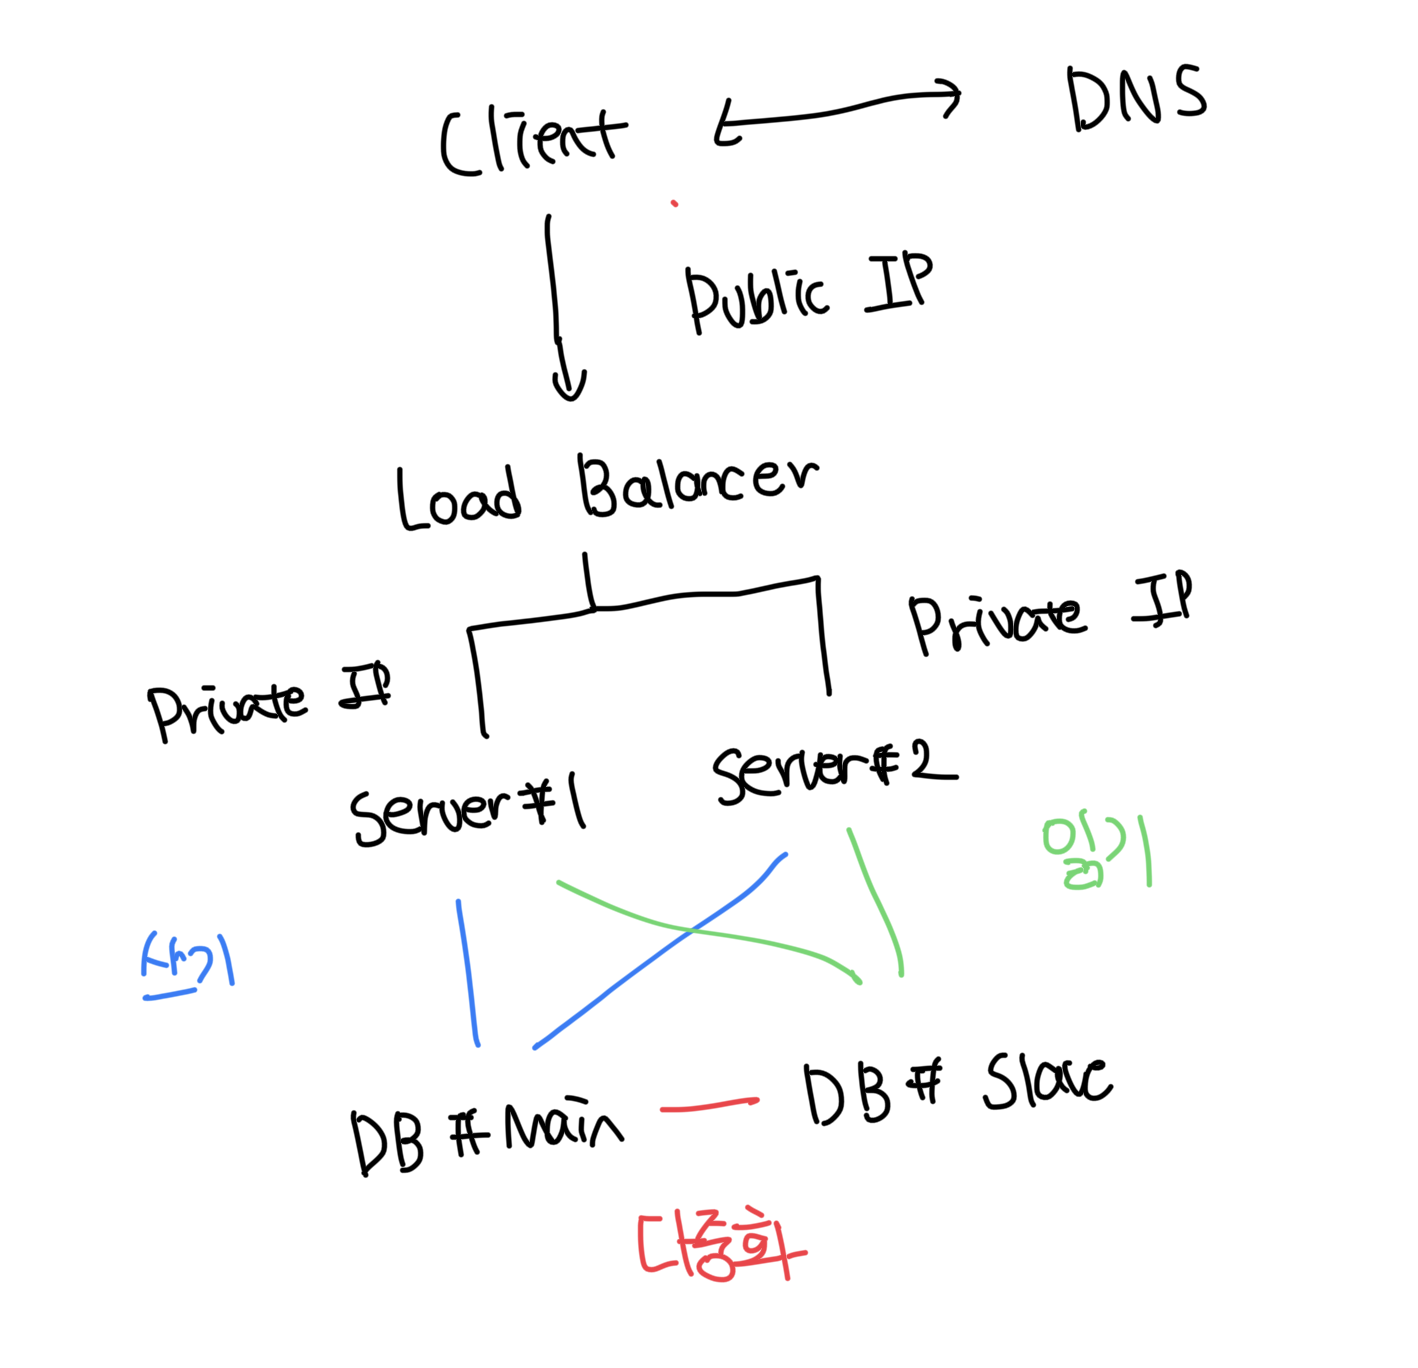 Client
DNS
Public IP
Load Balancer
Private IP
Private IP
Server#1
Server#2
읽기
쓰기
DB #Main
DB # Slave
다중화